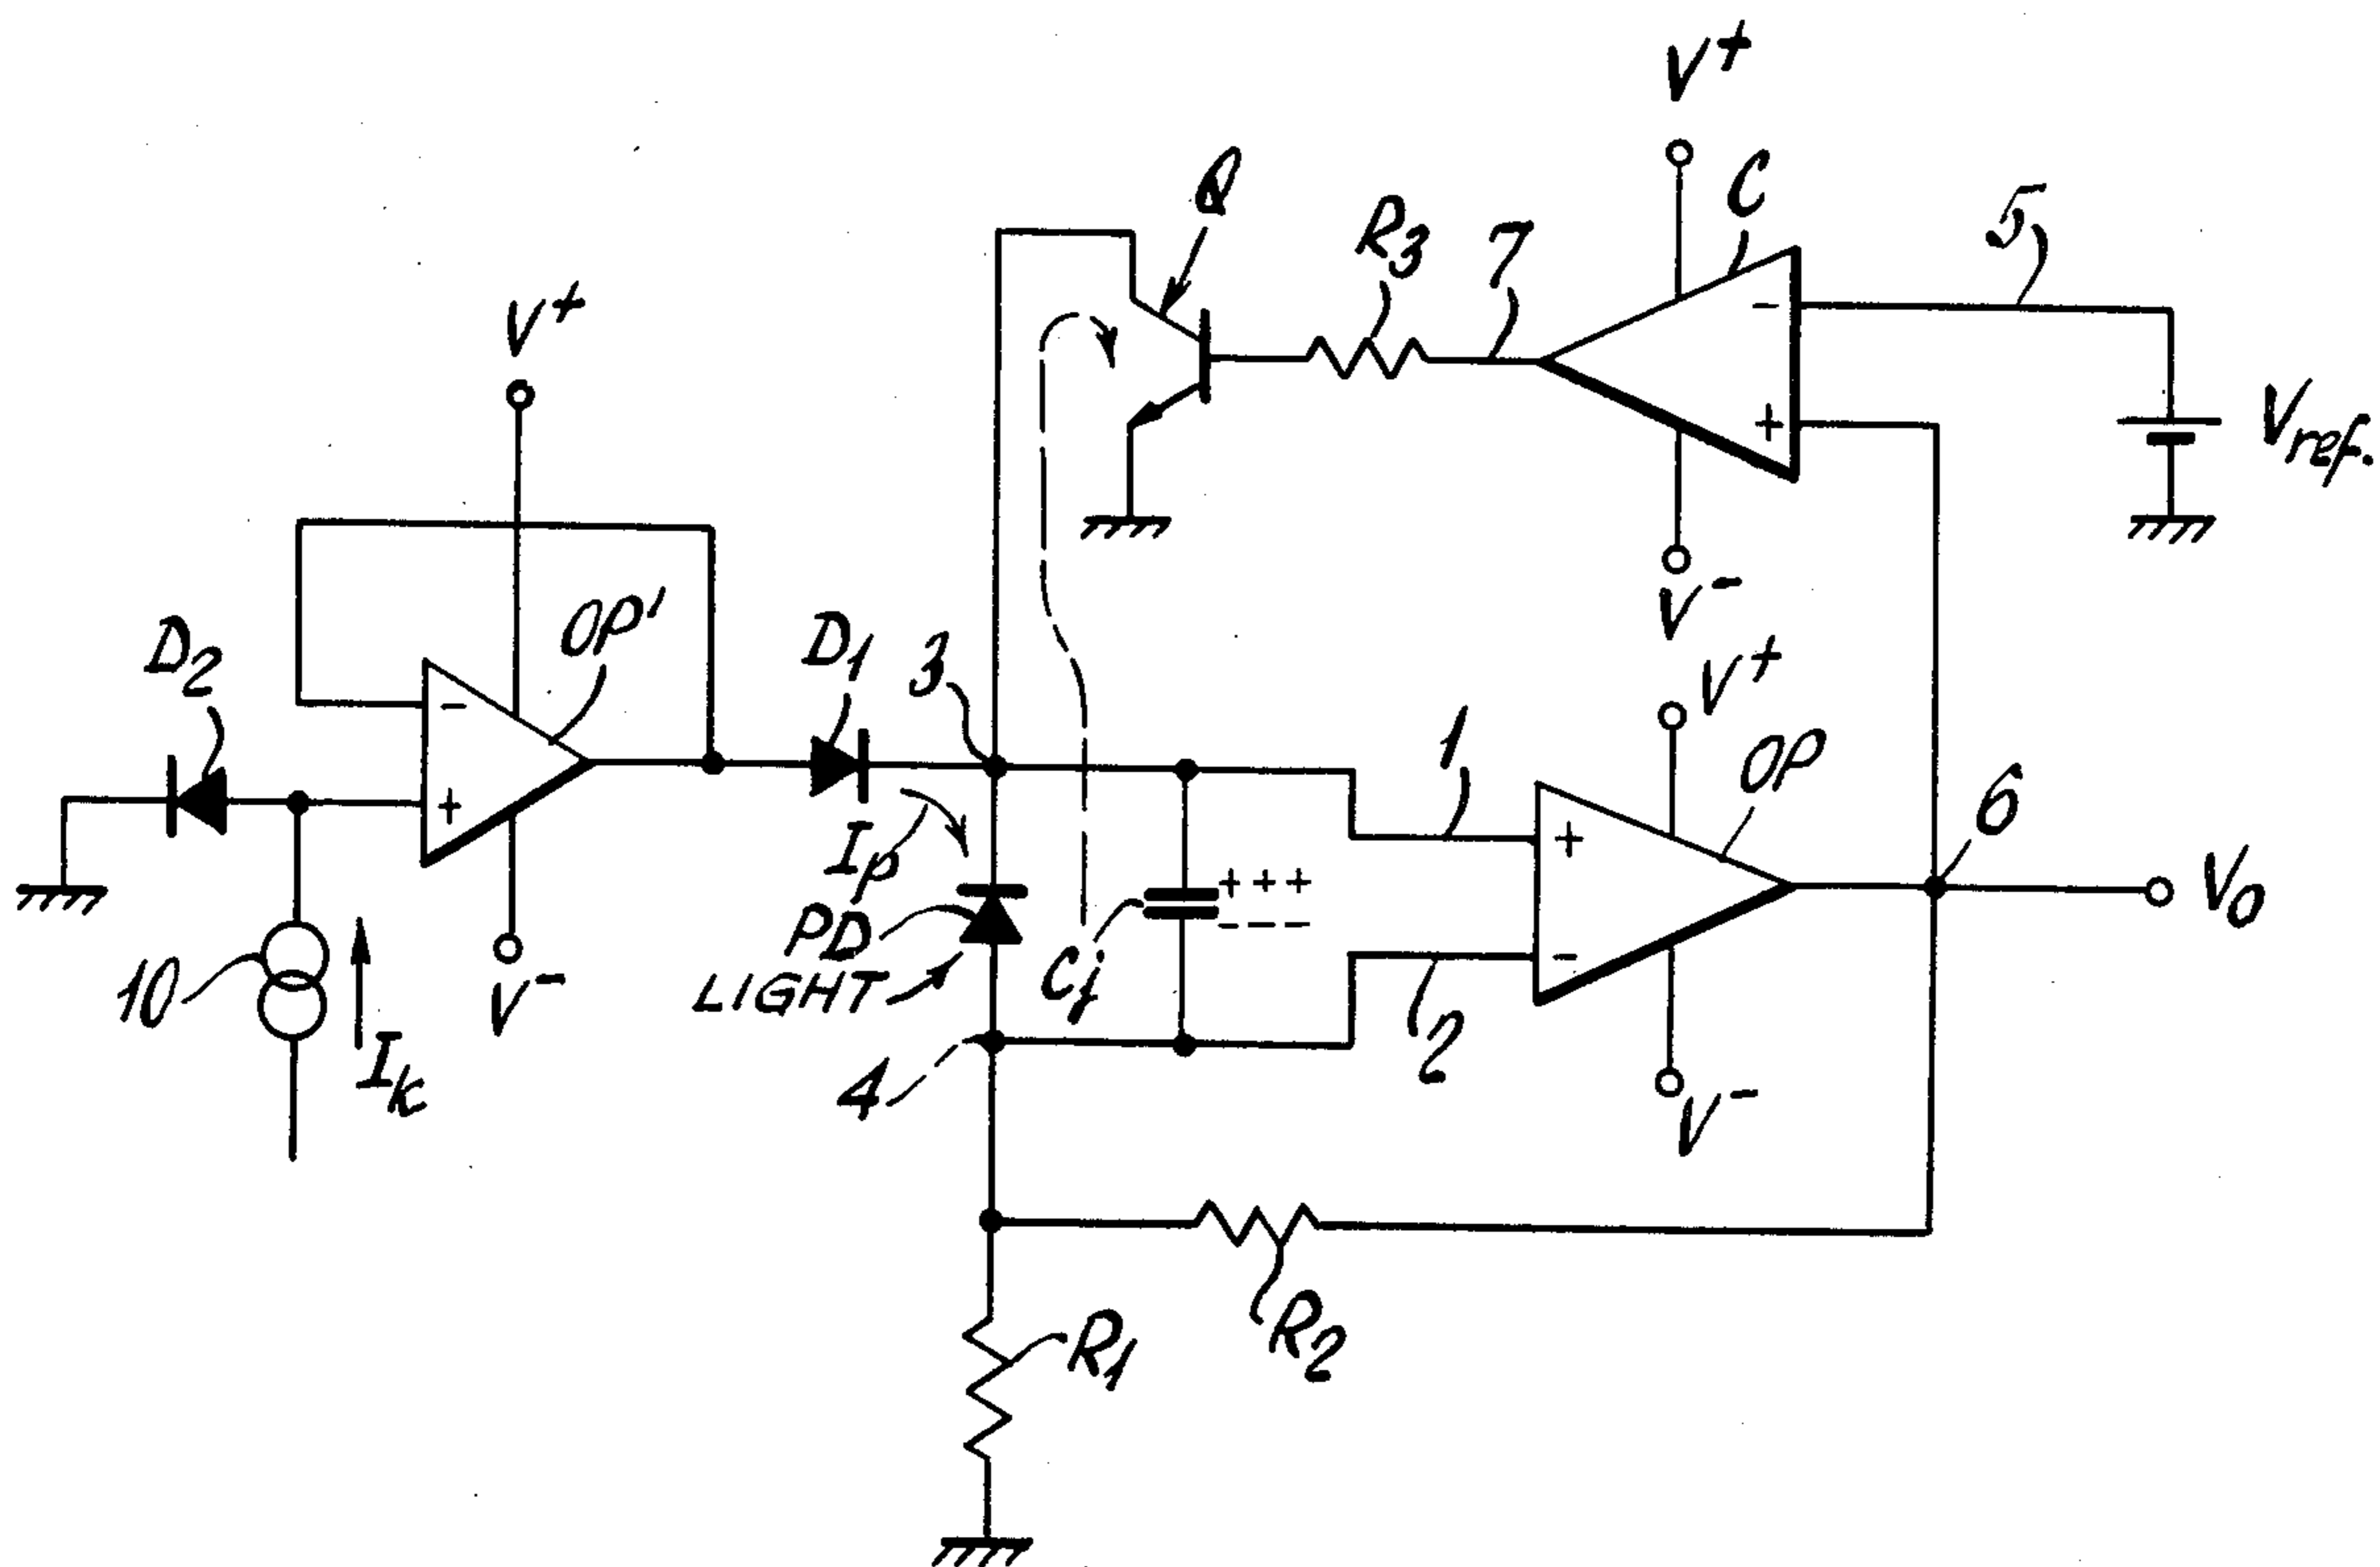 V+
Q
R3
7
C
5
-
+
Vref.
V-
V+
D2
OP'
-
+
V-
10
Ik
D1
3
Ip
PD
LIGHT
4
Cj
+++
---
1
2
V+
OP
+
-
V-
6
Vo
R2
R1